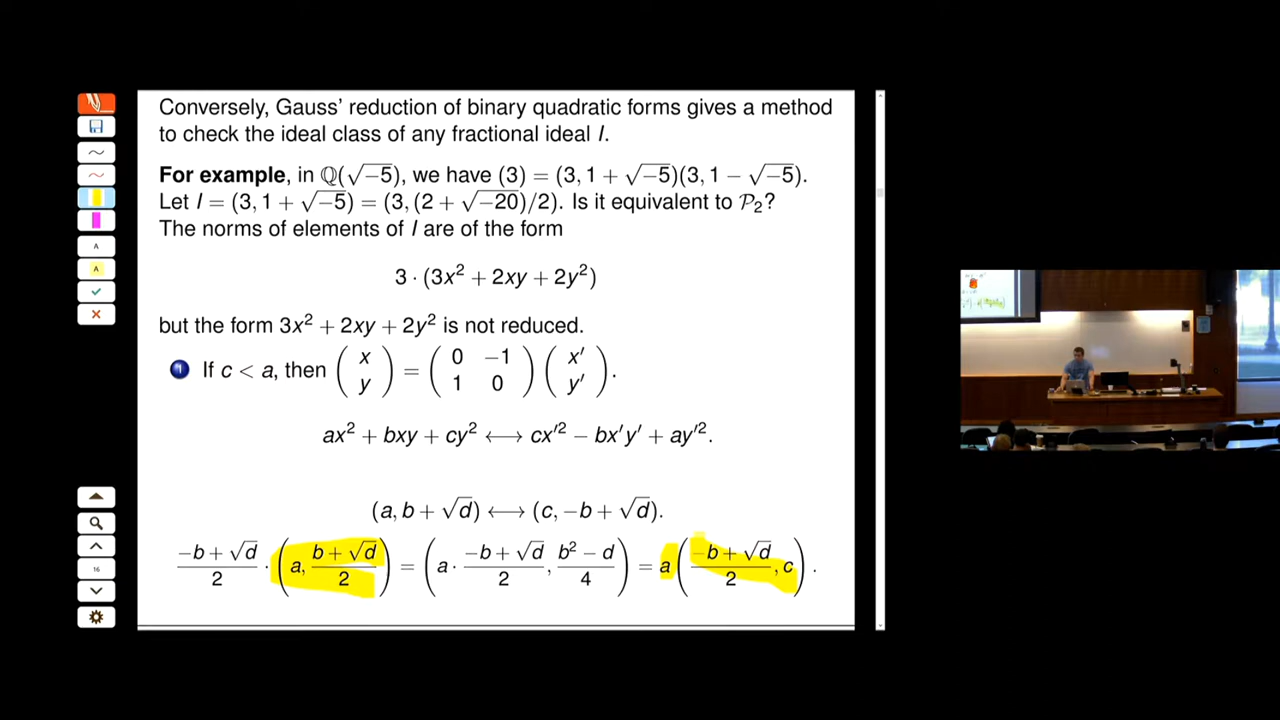 Conversely, Gauss' reduction of binary quadratic forms gives a method
to check the ideal class of any fractional ideal I.
For example, in ℚ(√−5), we have (3) = (3, 1 + √−5)(3, 1 − √−5).
Let I = (3, 1 + √−5) = (3, (2 + √−20)/2). Is it equivalent to 𝒫₂?
The norms of elements of I are of the form
3 · (3x² + 2xy + 2y²)
but the form 3x² + 2xy + 2y² is not reduced.
1 If c < a, then (x y) = (0 −1 1 0) (x′ y′).
ax² + bxy + cy² ⟷ cx′² − bx′y′ + ay′².
(a, b + √d) ⟷ (c, −b + √d).
(−b + √d)/2 · (a, (b + √d)/2) = (a · (−b + √d)/2, (b² − d)/4) = a ((−b + √d)/2, c).
A
A
16